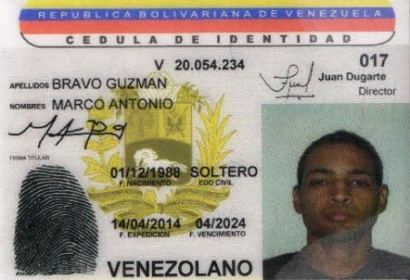 REPUBLICA BOLIVARIANA DE VENEZUELA
CEDULA DE IDENTIDAD
V 20.054.234
017
Juan Dugarte
Director
APELLIDOS BRAVO GUZMAN
NOMBRES MARCO ANTONIO
FIRMA TITULAR
01/12/1988 SOLTERO
F. NACIMIENTO EDO CIVIL
14/04/2014 04/2024
F. EXPEDICION F. VENCIMIENTO
VENEZOLANO